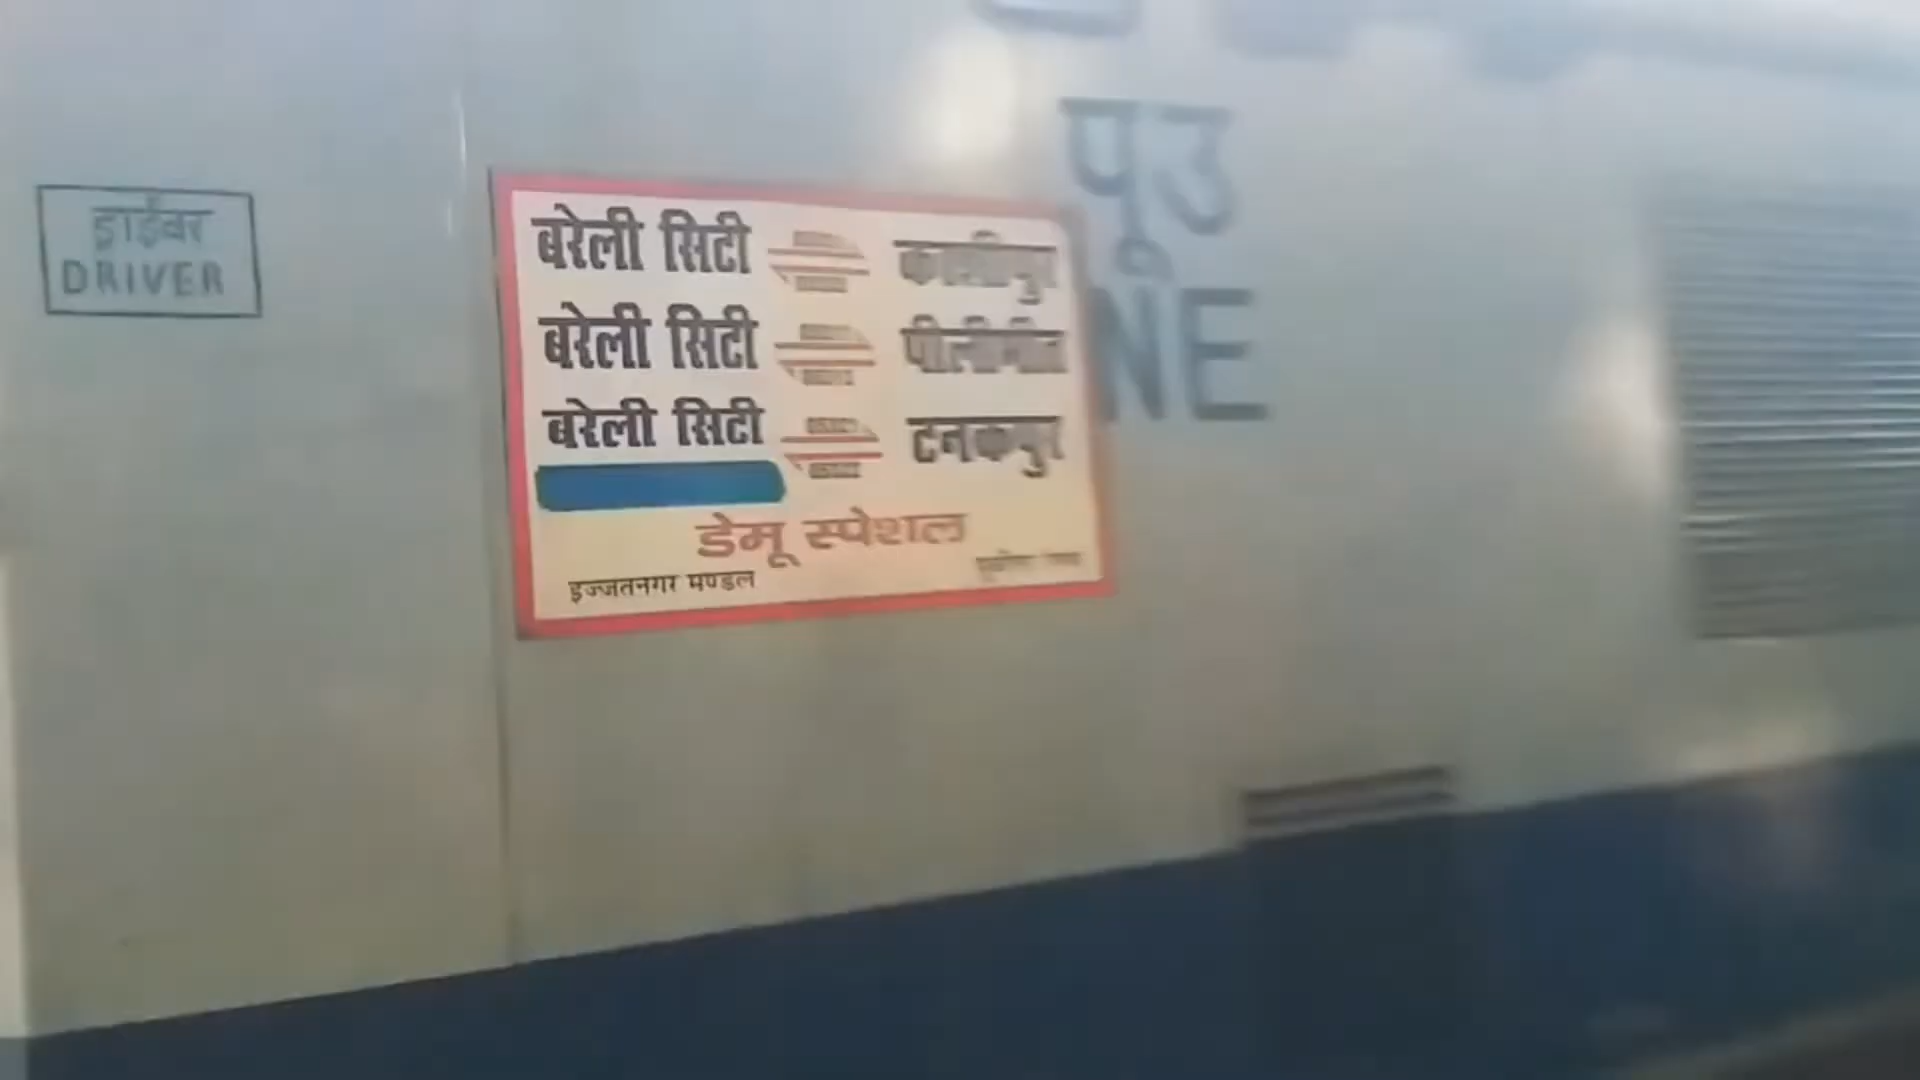 ड्राईवर
DRIVER
पूउ
NE
बरेली सिटी काशीपुर
बरेली सिटी पीलीभीत
बरेली सिटी टनकपुर
डेमू स्पेशल
इज्जतनगर मण्डल